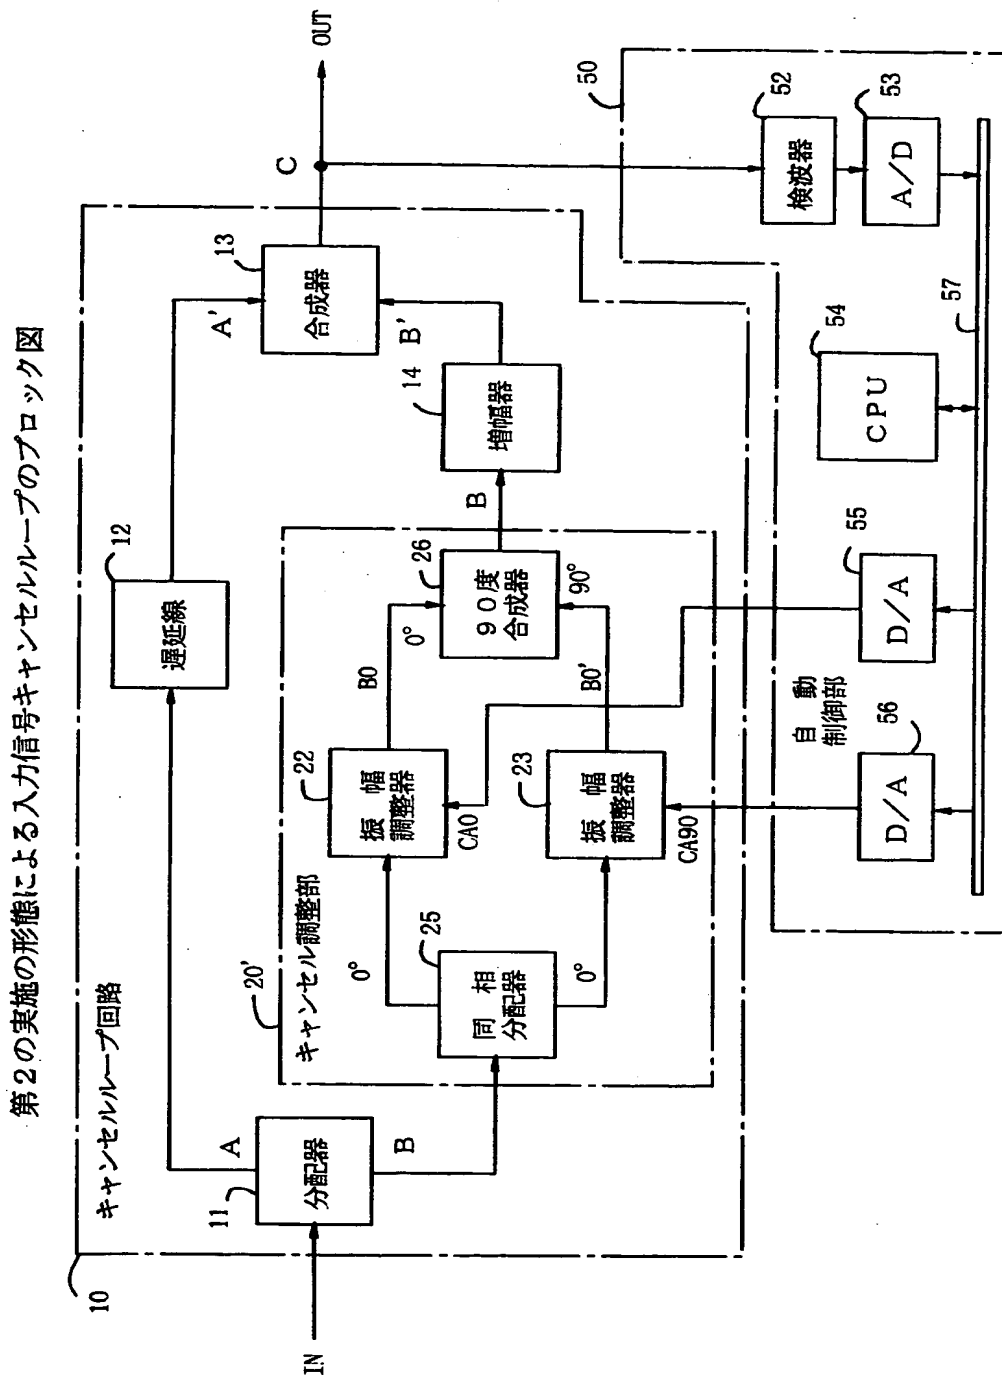 第2の実施の形態による入力信号キャンセルループのブロック図
10
キャンセルループ回路
IN
11
分配器
A
B
12
遅延線
20'
キャンセル調整部
25
同 相
分配器
0°
0°
22
振 幅
調整器
CA0
23
振 幅
調整器
CA90
B0
B0'
0°
90°
26
90度
合成器
B
14
増幅器
A'
B'
13
合成器
C
OUT
50
52
検波器
53
A/D
54
CPU
55
D/A
56
D/A
自 動
制御部
57